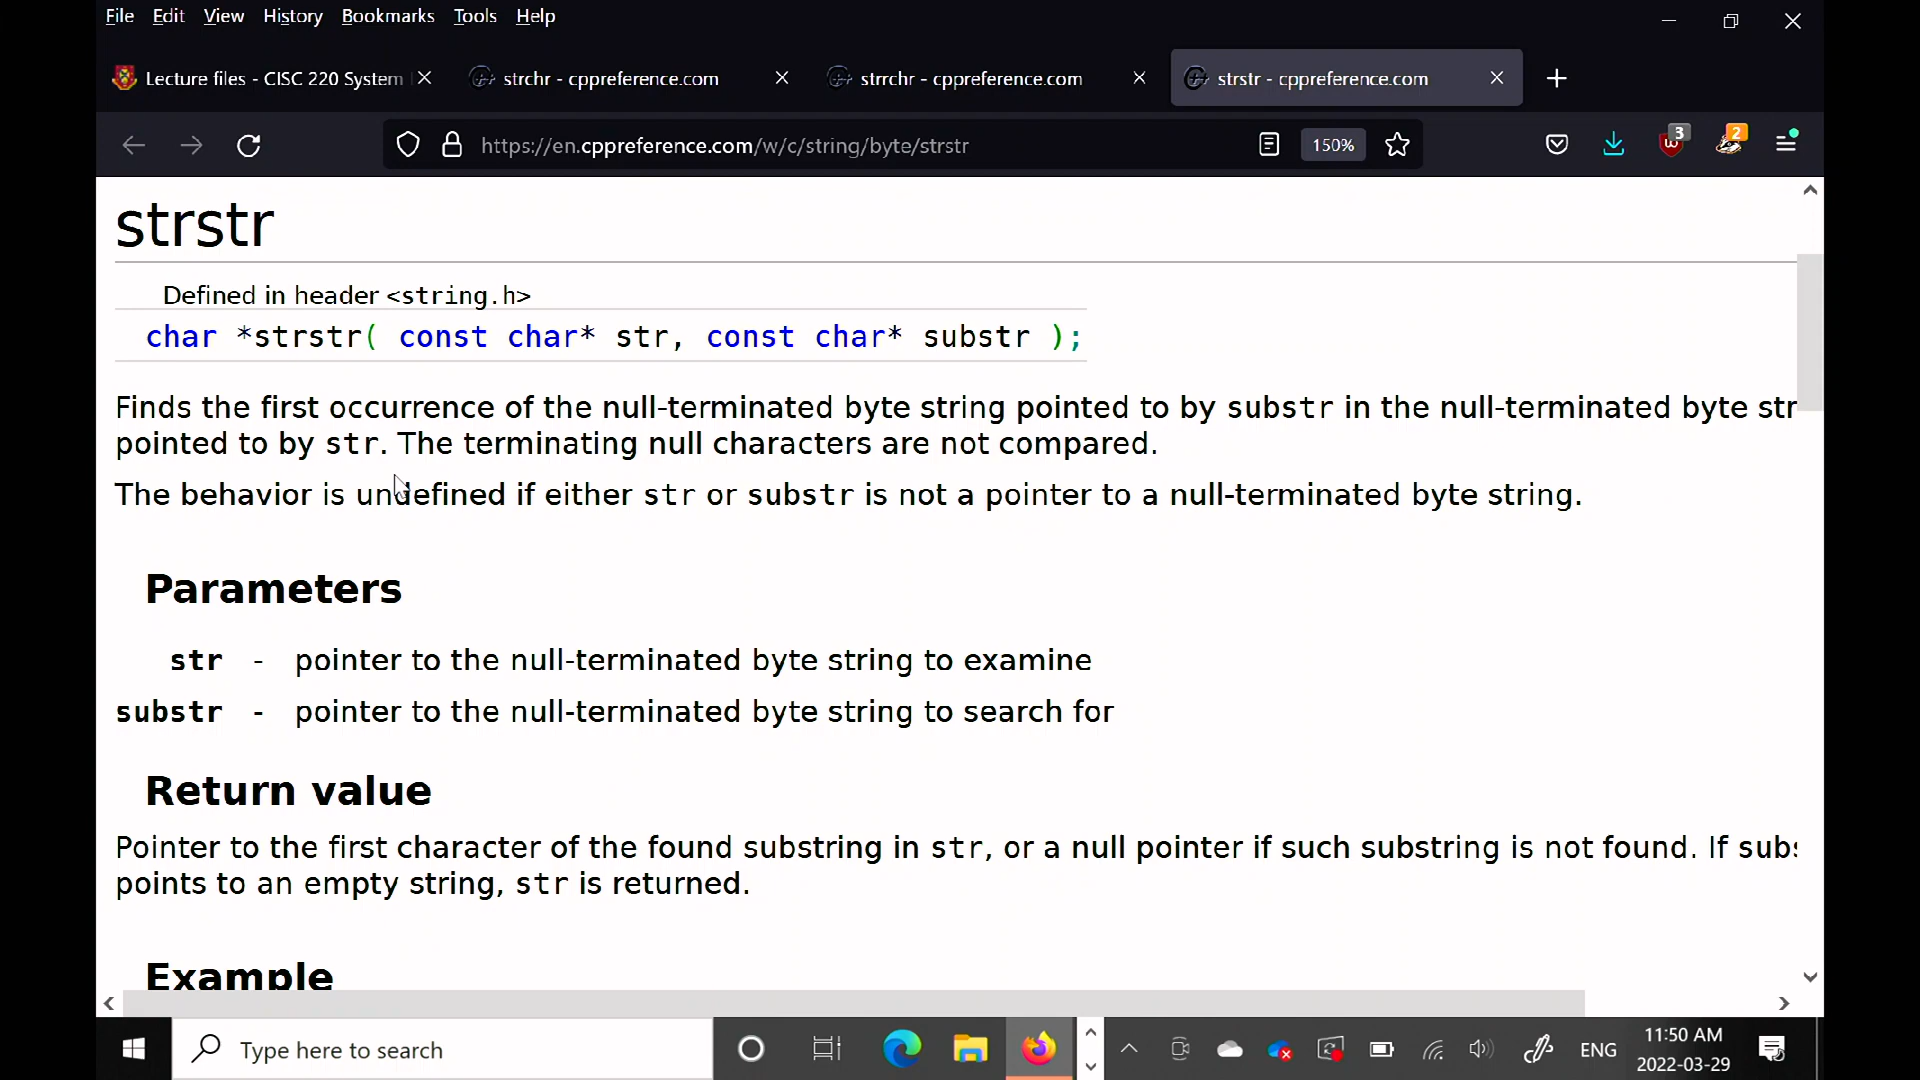 File Edit View History Bookmarks Tools Help
Lecture files - CISC 220 System
strchr - cppreference.com
strrchr - cppreference.com
strstr - cppreference.com
https://en.cppreference.com/w/c/string/byte/strstr
150%
3
2
strstr
Defined in header <string.h>
char *strstr( const char* str, const char* substr );
Finds the first occurrence of the null-terminated byte string pointed to by substr in the null-terminated byte str
pointed to by str. The terminating null characters are not compared.
The behavior is undefined if either str or substr is not a pointer to a null-terminated byte string.
Parameters
str - pointer to the null-terminated byte string to examine
substr - pointer to the null-terminated byte string to search for
Return value
Pointer to the first character of the found substring in str, or a null pointer if such substring is not found. If subs
points to an empty string, str is returned.
Example
Type here to search
ENG
11:50 AM
2022-03-29